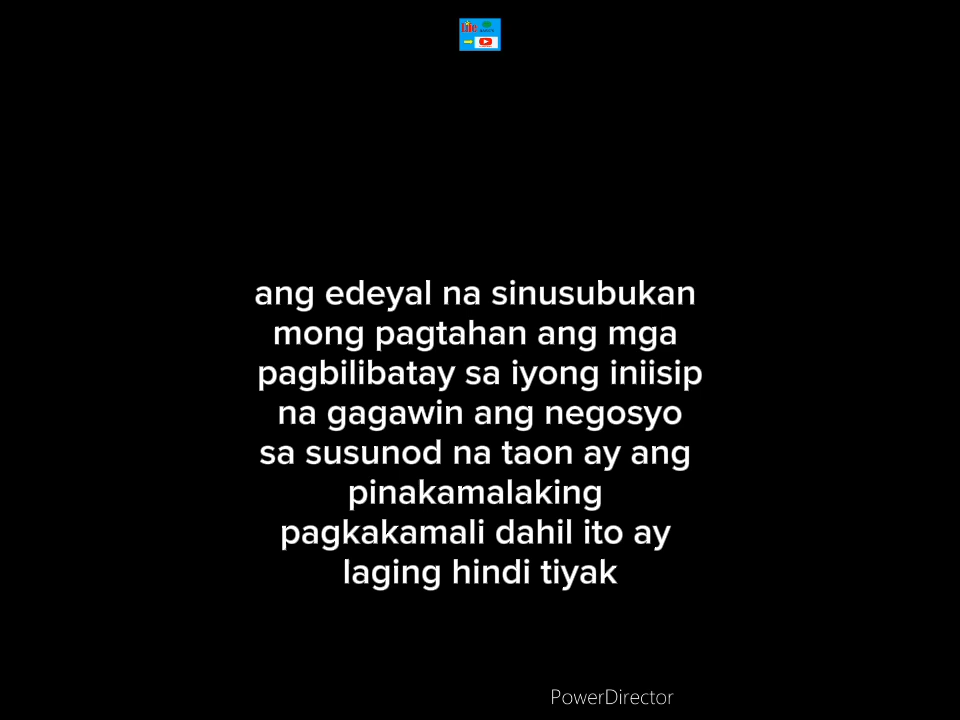 Life
ang edeyal na sinusubukan
mong pagtahan ang mga
pagbilibatay sa iyong iniisip
na gagawin ang negosyo
sa susunod na taon ay ang
pinakamalaking
pagkakamali dahil ito ay
laging hindi tiyak
PowerDirector